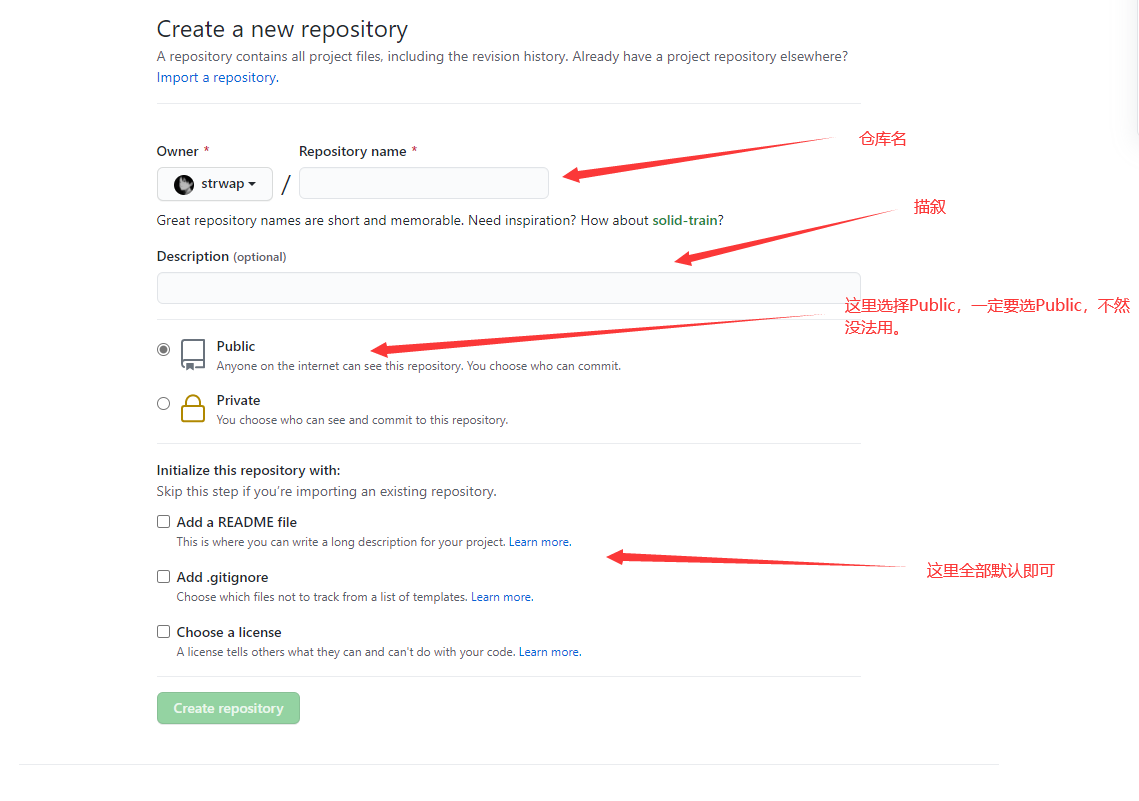 Create a new repository
A repository contains all project files, including the revision history. Already have a project repository elsewhere?
Import a repository.
Owner *
Repository name *
仓库名
strwap
/
Great repository names are short and memorable. Need inspiration? How about solid-train?
描叙
Description (optional)
这里选择Public，一定要选Public，不然
没法用。
Public
Anyone on the internet can see this repository. You choose who can commit.
Private
You choose who can see and commit to this repository.
Initialize this repository with:
Skip this step if you're importing an existing repository.
Add a README file
This is where you can write a long description for your project. Learn more.
这里全部默认即可
Add .gitignore
Choose which files not to track from a list of templates. Learn more.
Choose a license
A license tells others what they can and can't do with your code. Learn more.
Create repository